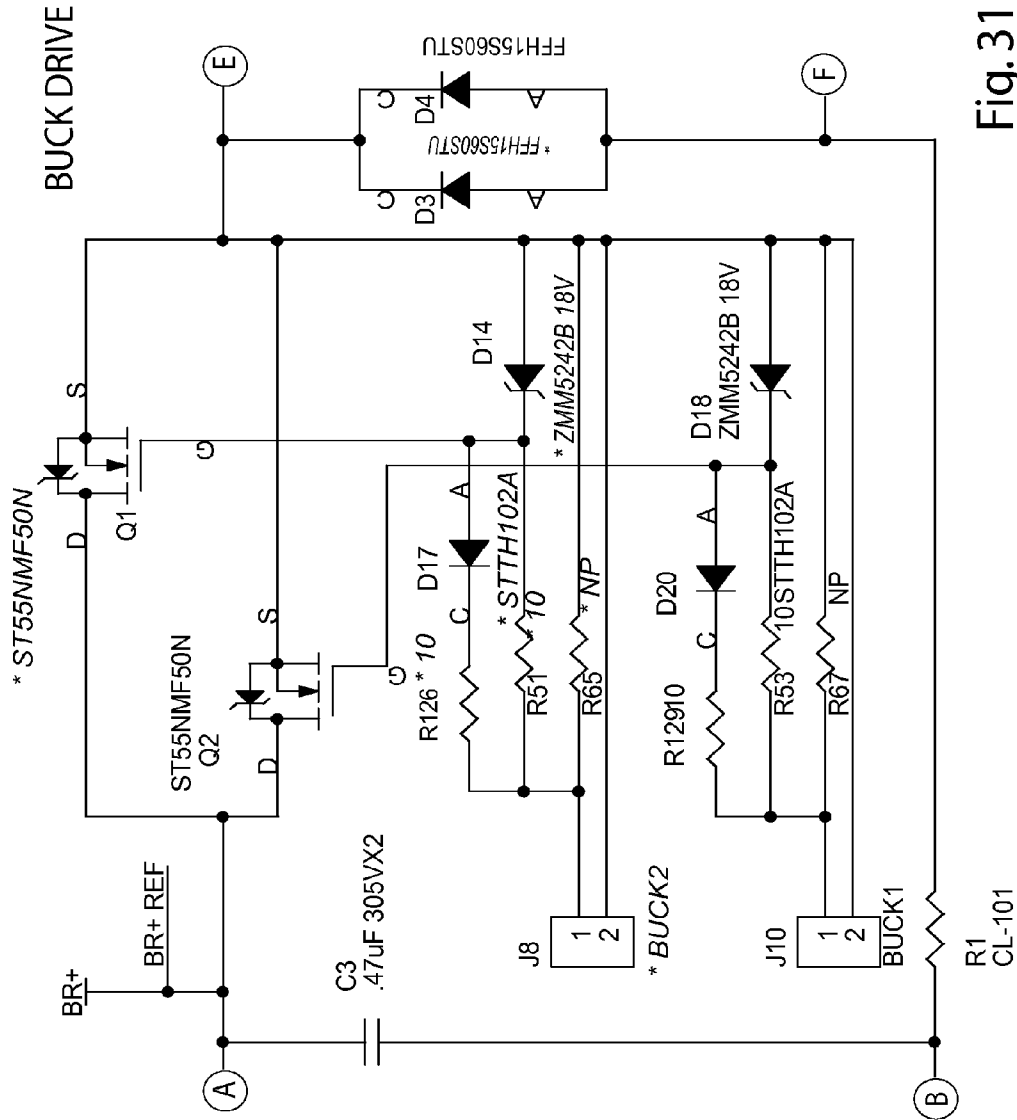 BUCK DRIVE
* ST55NMF50N
D
S
Q1
G
ST55NMF50N
Q2
D
S
G
BR+
BR+ REF
A
E
C3
.47uF 305VX2
C
C
D3
D4
* FFH15S60STU
FFH15S60STU
A
A
F
D14
* ZMM5242B 18V
A
D17
C
* STTH102A
R126 * 10
R51
* 10
R65
* NP
J8
1
2
* BUCK2
D18
ZMM5242B 18V
A
D20
C
R129 10
R53
10STTH102A
R67
NP
J10
1
2
BUCK1
R1
CL-101
B
Fig. 31